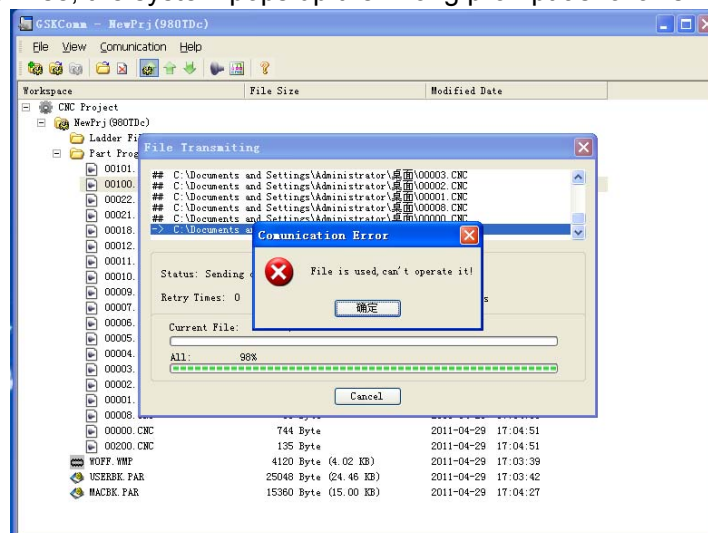 GSKComm - NewPrj(980TDc)
File View Comunication Help
Workspace File Size Modified Date
CNC Project
NewPrj(980TDc)
Ladder
Part Prog
File Transmiting
00101.
00100.
00022.
00021.
00018.
00012.
00011.
00010.
00009.
00007.
00006.
00005.
00004.
00003.
00002.
00001.
00008.
## C:\Documents and Settings\Administrator\桌面\00003.CNC
## C:\Documents and Settings\Administrator\桌面\00002.CNC
## C:\Documents and Settings\Administrator\桌面\00001.CNC
## C:\Documents and Settings\Administrator\桌面\00008.CNC
## C:\Documents and Settings\Administrator\桌面\00000.CNC
-> C:\Documents
Comunication Error
File is used,can't operate it!
确定
Status: Sending
Retry Times: 0
Current File:
All: 98%
Cancel
00000.CNC 744 Byte 2011-04-29 17:04:51
00200.CNC 135 Byte 2011-04-29 17:04:51
WOFF.WMP 4120 Byte (4.02 KB) 2011-04-29 17:03:39
USERBK.PAR 25048 Byte (24.46 KB) 2011-04-29 17:03:42
MACBK.PAR 15360 Byte (15.00 KB) 2011-04-29 17:04:27